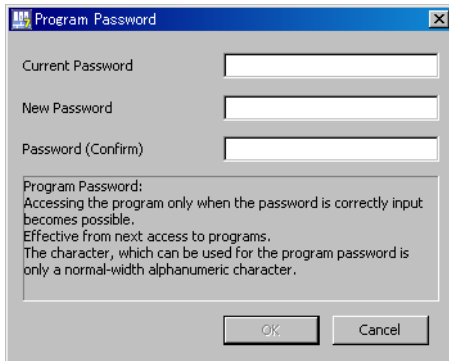 Program Password
Current Password
New Password
Password (Confirm)
Program Password:
Accessing the program only when the password is correctly input
becomes possible.
Effective from next access to programs.
The character, which can be used for the program password is
only a normal-width alphanumeric character.
OK
Cancel